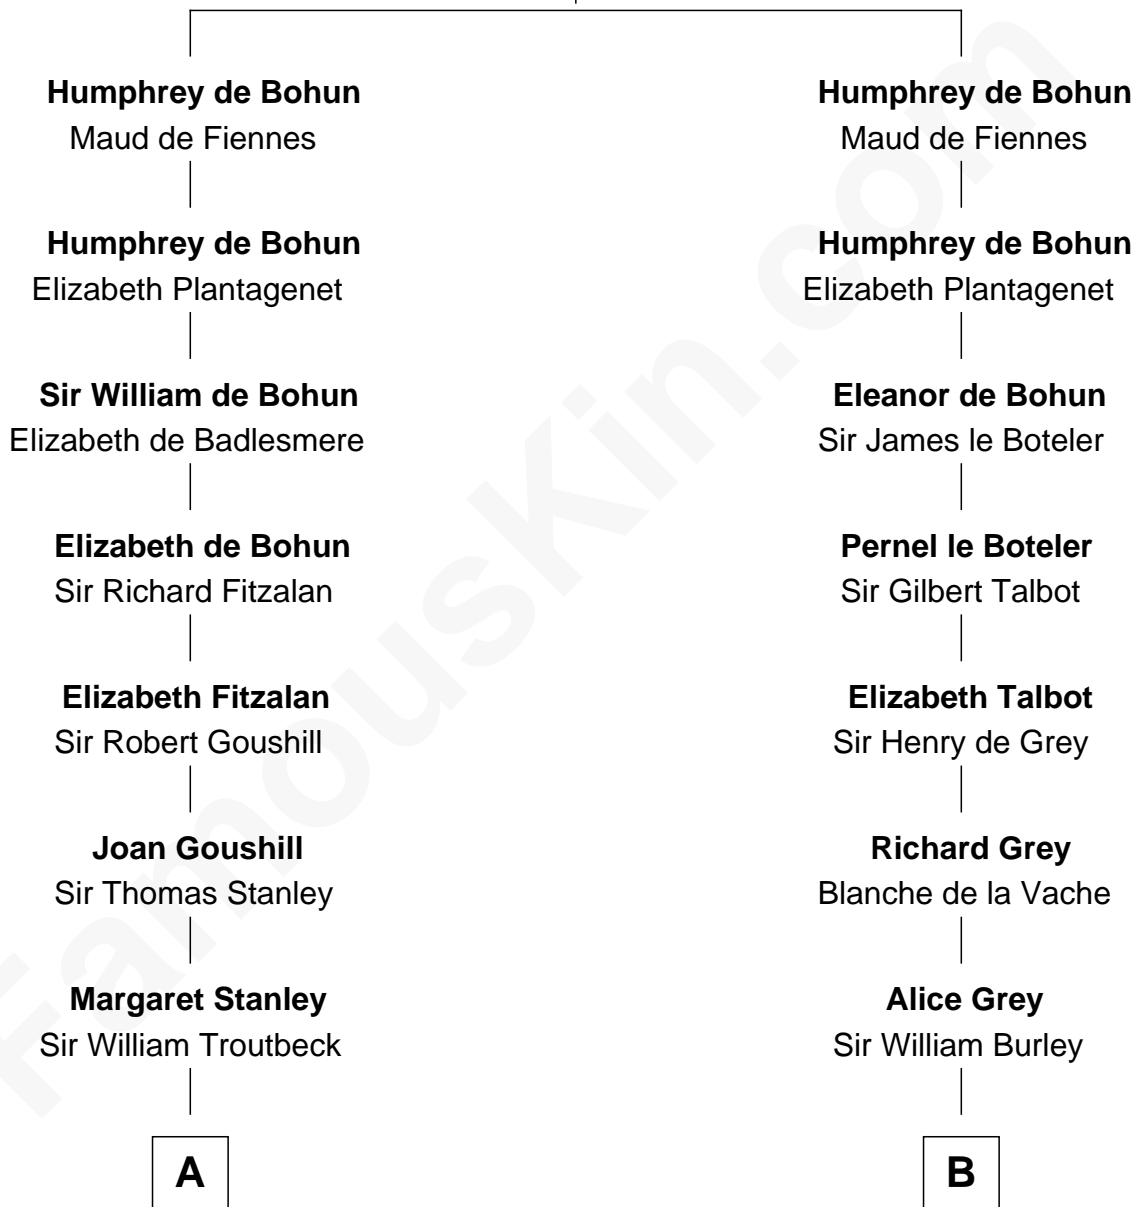 Humphrey de Bohun
Maud de Fiennes
Humphrey de Bohun
Elizabeth Plantagenet
Sir William de Bohun
Elizabeth de Badlesmere
Elizabeth de Bohun
Sir Richard Fitzalan
Elizabeth Fitzalan
Sir Robert Goushill
Joan Goushill
Sir Thomas Stanley
Margaret Stanley
Sir William Troutbeck
A
Humphrey de Bohun
Maud de Fiennes
Humphrey de Bohun
Elizabeth Plantagenet
Eleanor de Bohun
Sir James le Boteler
Pernel le Boteler
Sir Gilbert Talbot
Elizabeth Talbot
Sir Henry de Grey
Richard Grey
Blanche de la Vache
Alice Grey
Sir William Burley
B
FamousKin.com